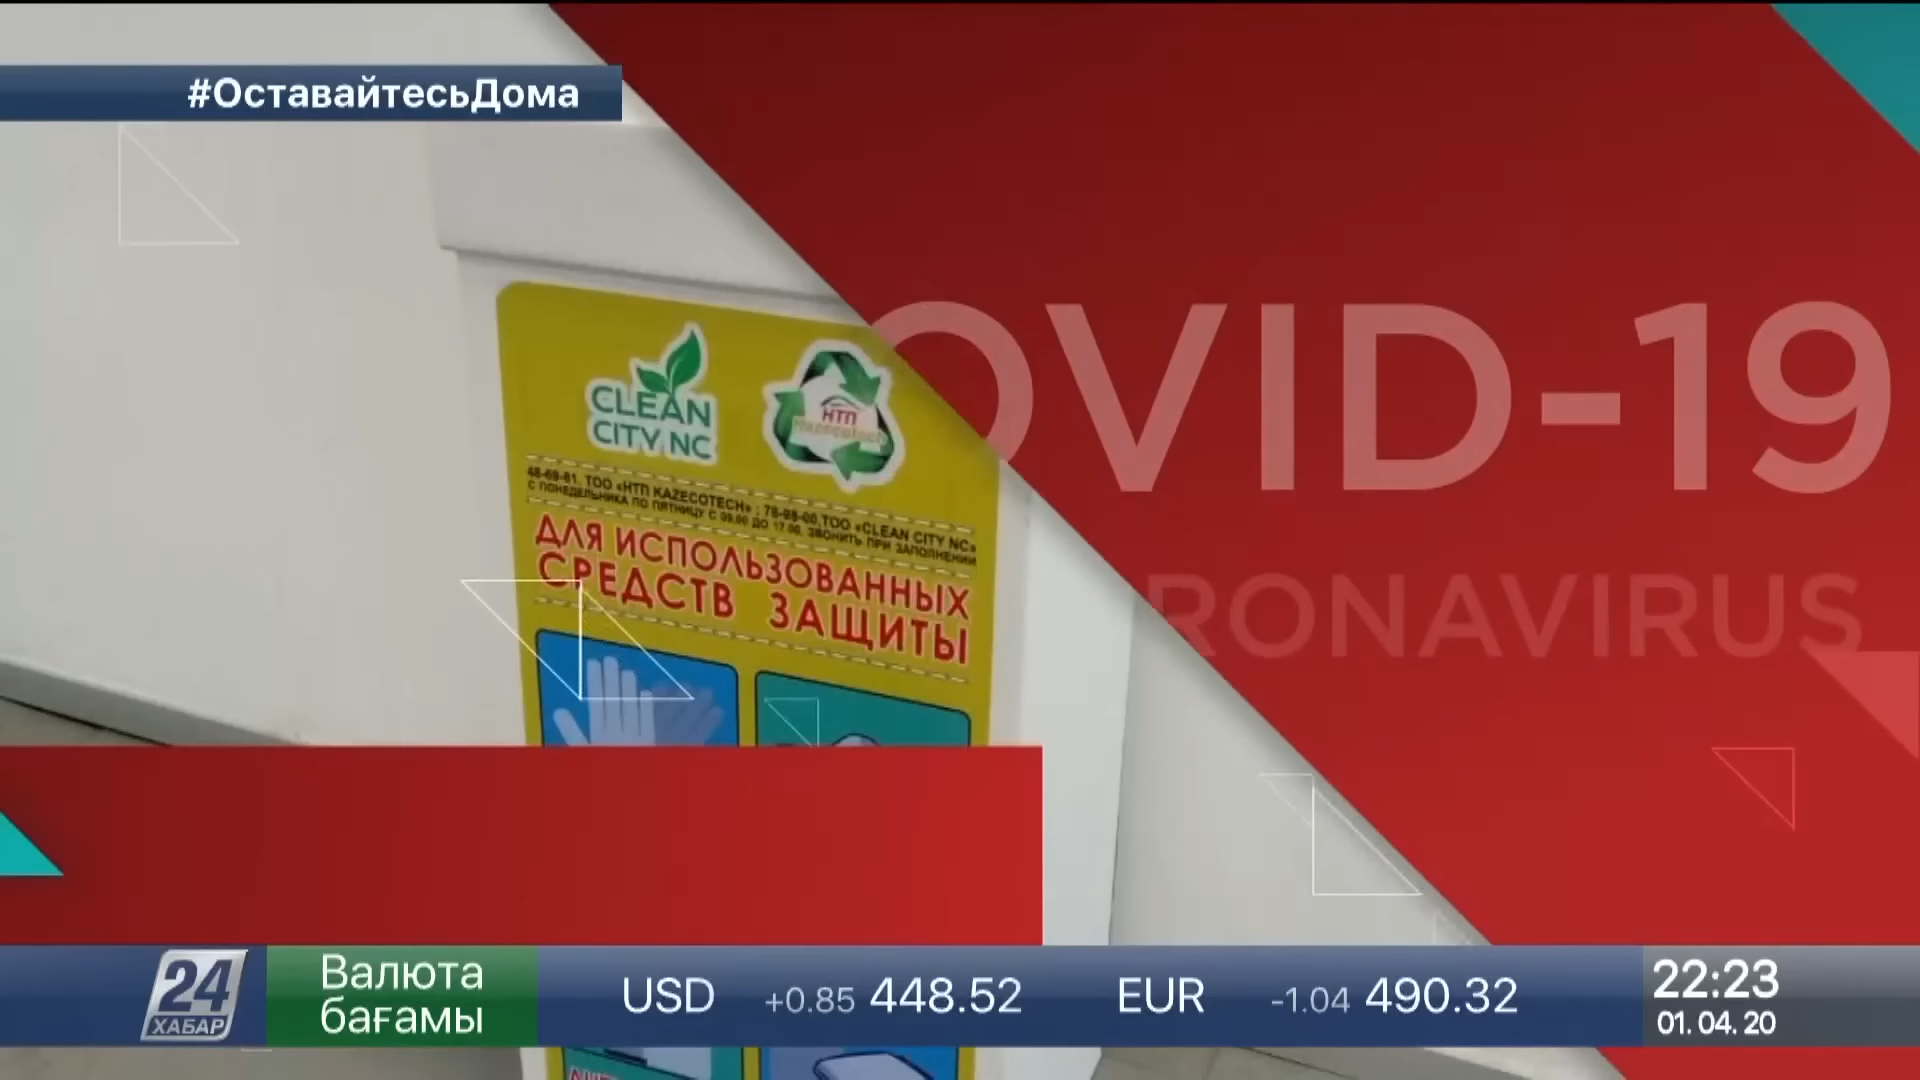 #ОставайтесьДома
OVID-19
RONAVIRUS
CLEAN
CITY NC
НТП
Kazecotech
48-69-61, ТОО «НТП KAZECOTECH» ; 78-98-00, ТОО «CLEAN CITY NC»
С ПОНЕДЕЛЬНИКА ПО ПЯТНИЦУ С 09.00 ДО 17.00. ЗВОНИТЬ ПРИ ЗАПОЛНЕНИИ
ДЛЯ ИСПОЛЬЗОВАННЫХ
СРЕДСТВ ЗАЩИТЫ
24
ХАБАР
Валюта
бағамы
USD +0.85 448.52 EUR -1.04 490.32
22:23
01. 04. 20